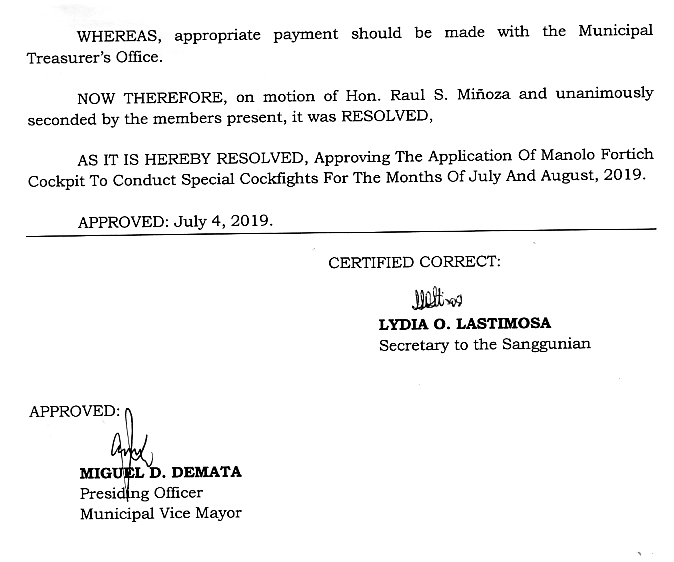 WHEREAS, appropriate payment should be made with the Municipal
Treasurer's Office.
NOW THEREFORE, on motion of Hon. Raul S. Miñoza and unanimously
seconded by the members present, it was RESOLVED,
AS IT IS HEREBY RESOLVED, Approving The Application Of Manolo Fortich
Cockpit To Conduct Special Cockfights For The Months Of July And August, 2019.
APPROVED: July 4, 2019.
CERTIFIED CORRECT:
LYDIA O. LASTIMOSA
Secretary to the Sanggunian
APPROVED:
MIGUEL D. DEMATA
Presiding Officer
Municipal Vice Mayor